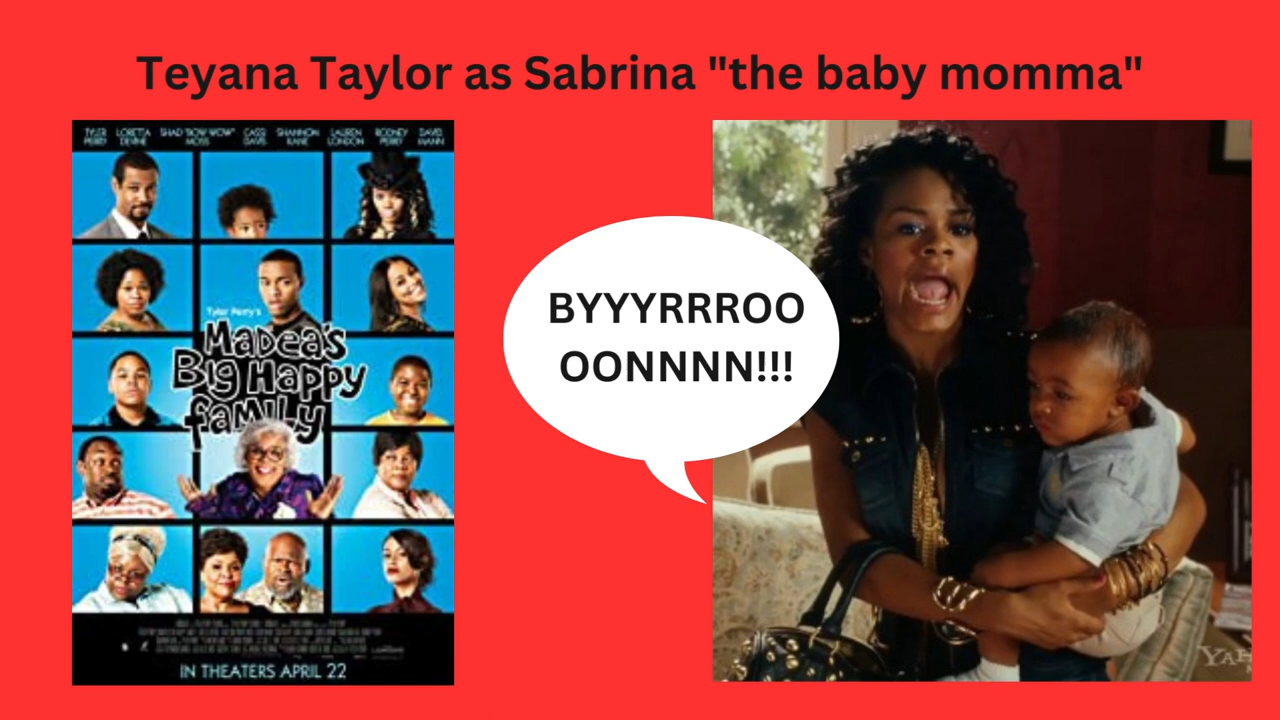 Teyana Taylor as Sabrina "the baby momma"
TYLER PERRY LORETTA DEVINE SHAD "BOW WOW" MOSS CASSI DAVIS SHANNON KANE LAUREN LONDON RODNEY PERRY DAVID MANN
Tyler Perry's
MADEA'S
BIG HAPPY
FAMILY
IN THEATERS APRIL 22
BYYYRRROO
OONNNN!!!
YAH